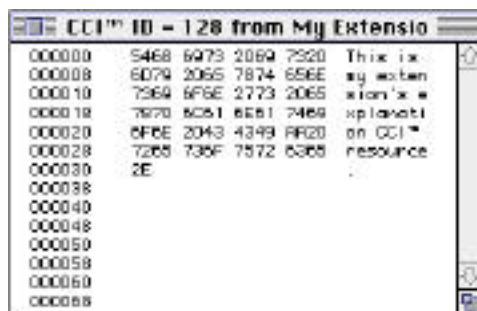 CCI™ ID = 128 from My Extensio
000000 5468 6973 2069 7320 This is
000008 6D79 2065 7874 656E my exten
000010 7369 6F6E 2773 2065 sion's e
000018 7870 6C61 6E61 7469 xplanati
000020 6F6E 2043 4349 AA20 on CCI™
000028 7265 736F 7572 6365 resource
000030 2E .
000038
000040
000048
000050
000058
000060
000068